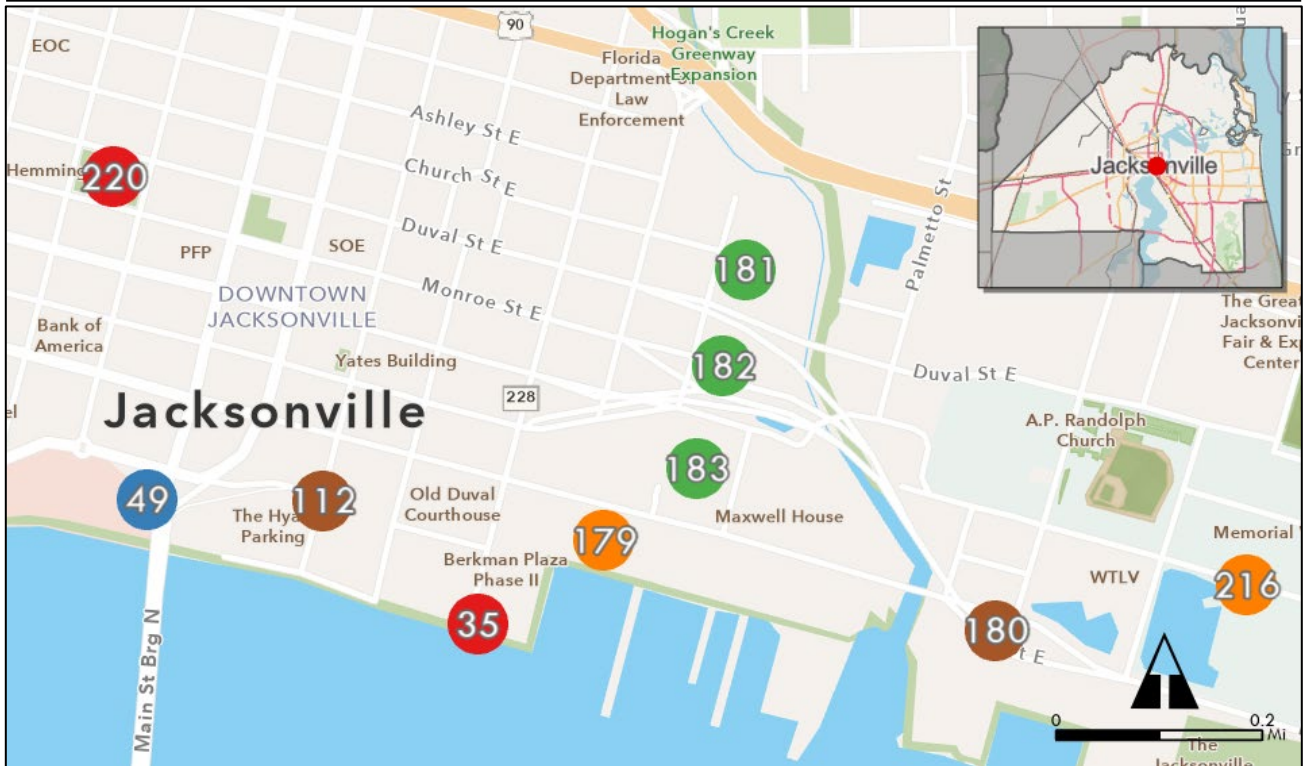 90
EOC
Hogan's Creek
Greenway
Expansion
Florida
Department of
Law
Enforcement
Ashley St E
Church St E
Hemming
220
Duval St E
PFP
SOE
181
Palmetto St
Jacksonville
Monroe St E
DOWNTOWN
JACKSONVILLE
The Great
Jacksonvi
Fair & Exp
Center
Bank of
America
Yates Building
182
Duval St E
228
Jacksonville
el
A.P. Randolph
Church
183
49
112
The Hya
Parking
Old Duval
Courthouse
Maxwell House
179
Memorial
Berkman Plaza
Phase II
WTLV
216
35
180
t E
Main St Brg N
0
0.2
Mi
The
Jacksonville